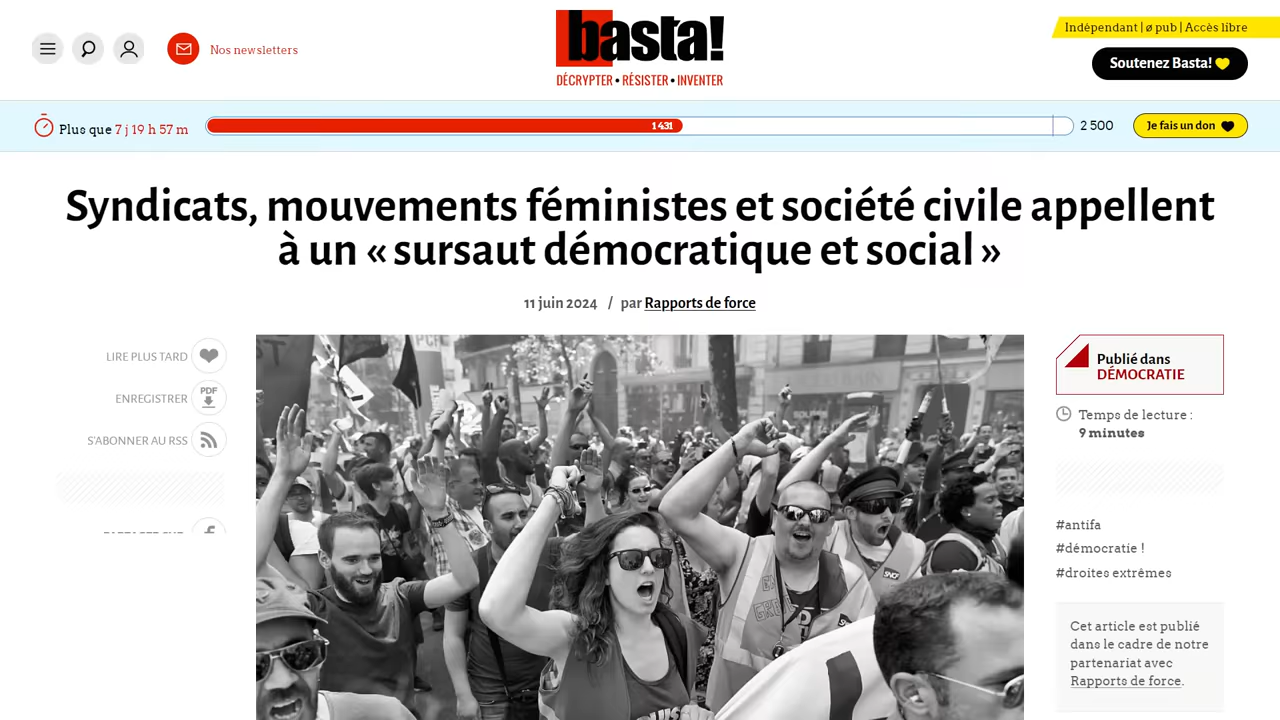 Nos newsletters
basta!
DÉCRYPTER • RÉSISTER • INVENTER
Indépendant | ø pub | Accès libre
Soutenez Basta!
Plus que 7 j 19 h 57 m
1 431
2 500
Je fais un don
Syndicats, mouvements féministes et société civile appellent
à un « sursaut démocratique et social »
11 juin 2024 / par Rapports de force
LIRE PLUS TARD
PDF
ENREGISTRER
S'ABONNER AU RSS
SNCF
Publié dans
DÉMOCRATIE
Temps de lecture :
9 minutes
#antifa
#démocratie !
#droites extrêmes
Cet article est publié
dans le cadre de notre
partenariat avec
Rapports de force.